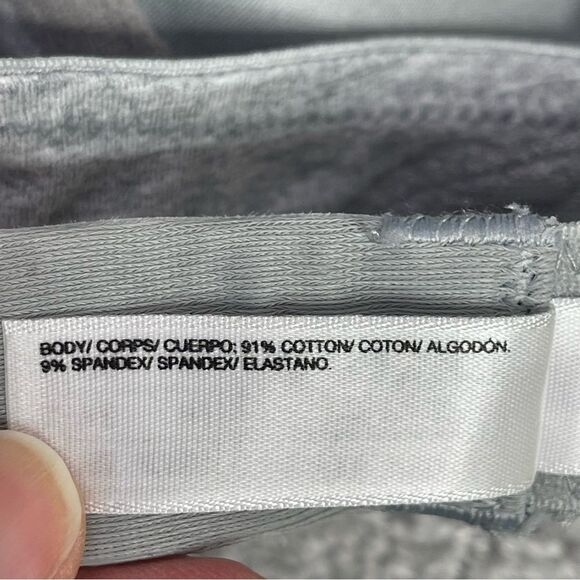 BODY/ CORPS/ CUERPO: 91% COTTON/ COTON/ ALGODÓN.
9% SPANDEX/ SPANDEX/ ELASTANO.